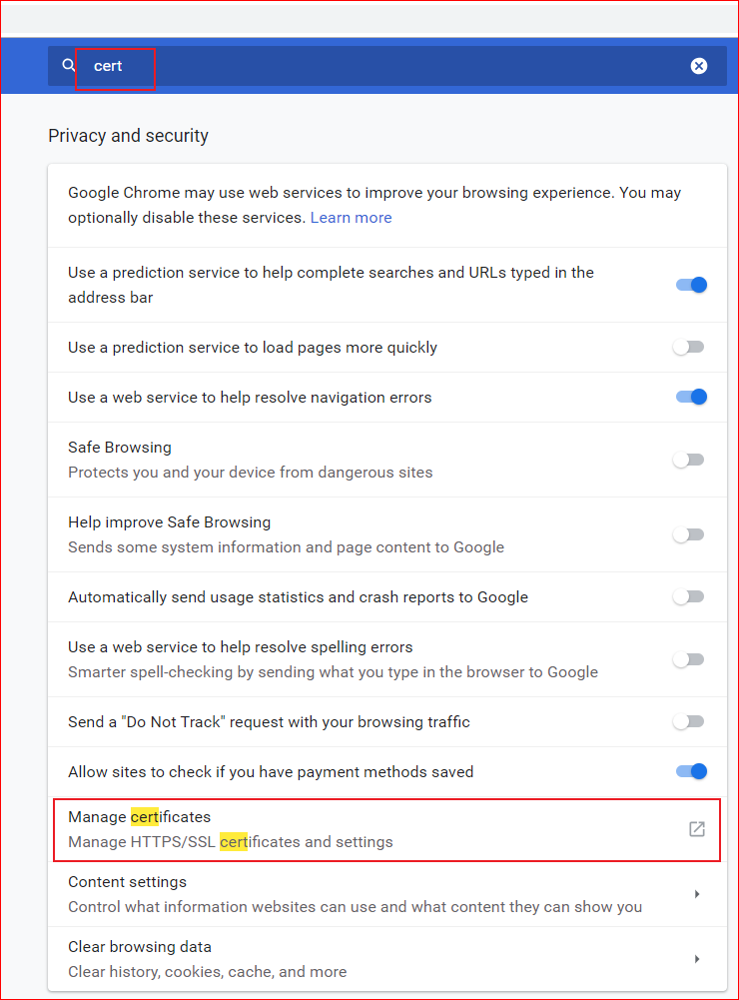 cert
Privacy and security
Google Chrome may use web services to improve your browsing experience. You may
optionally disable these services. Learn more
Use a prediction service to help complete searches and URLs typed in the
address bar
Use a prediction service to load pages more quickly
Use a web service to help resolve navigation errors
Safe Browsing
Protects you and your device from dangerous sites
Help improve Safe Browsing
Sends some system information and page content to Google
Automatically send usage statistics and crash reports to Google
Use a web service to help resolve spelling errors
Smarter spell-checking by sending what you type in the browser to Google
Send a "Do Not Track" request with your browsing traffic
Allow sites to check if you have payment methods saved
Manage certificates
Manage HTTPS/SSL certificates and settings
Content settings
Control what information websites can use and what content they can show you
Clear browsing data
Clear history, cookies, cache, and more